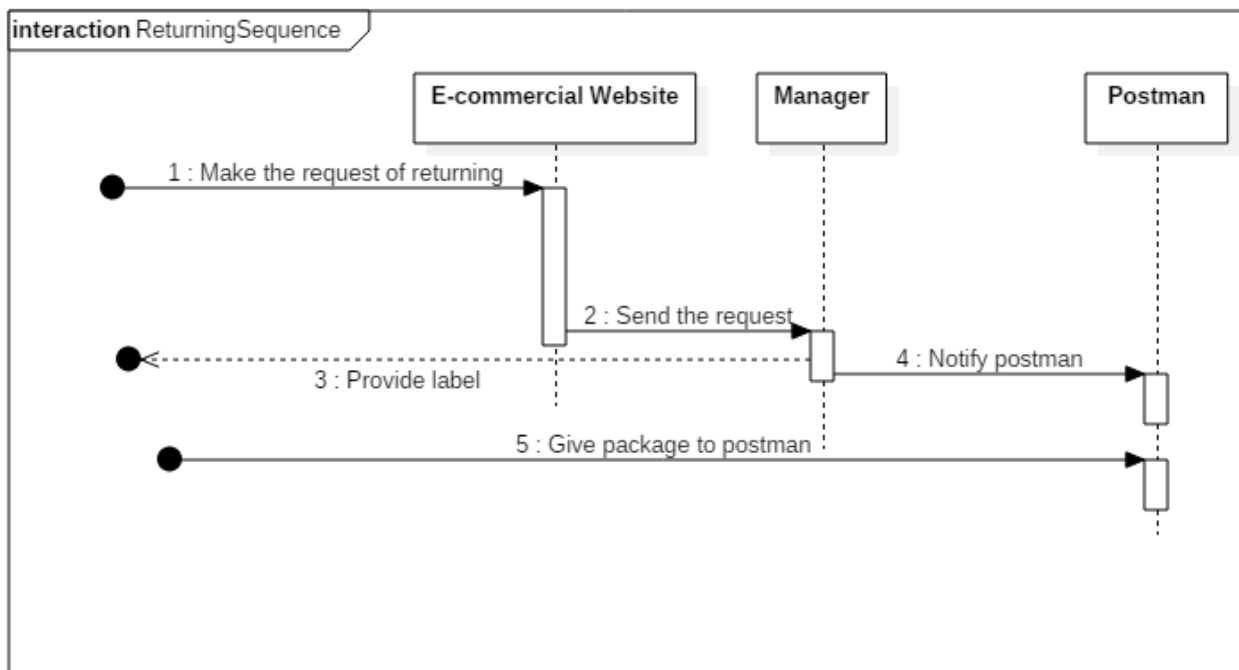 interaction ReturningSequence
E-commercial Website
Manager
Postman
1 : Make the request of returning
2 : Send the request
3 : Provide label
4 : Notify postman
5 : Give package to postman